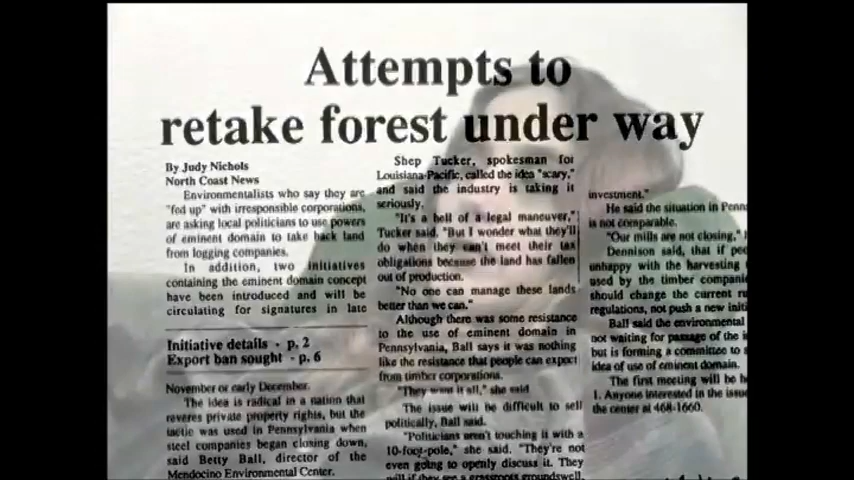 Attempts to
retake forest under way
By Judy Nichols
North Coast News
Environmentalists who say they are
"fed up" with irresponsible corporations,
are asking local politicians to use powers
of eminent domain to take back land
from logging companies.
In addition, two initiatives
containing the eminent domain concept
have been introduced and will be
circulating for signatures in late
Initiative details - p, 2
Export ban sought - p, 6
November or early December.
The idea is radical in a nation that
reveres private property rights, but the
tactic was used in Pennsylvania when
steel companies began closing down,
said Betty Ball, director of the
Mendocino Environmental Center.
Shep Tucker, spokesman for
Louisiana-Pacific, called the idea "scary,"
and said the industry is taking it
seriously.
"It's a hell of a legal maneuver,"
Tucker said, "But I wonder what they'll
do when they can't meet their tax
obligations because the land has fallen
out of production.
"No one can manage these lands
better than we can."
Although there was some resistance
to the use of eminent domain in
Pennsylvania, Ball says it was nothing
like the resistance that people can expect
from timber corporations.
"They want it all," she said.
The issue will be difficult to sell
politically, Ball said.
"Politicians aren't touching it with a
10-foot-pole," she said. "They're not
even going to openly discuss it. They
will if they see a grassroots groundswell,
investment."
He said the situation in Penn
is not comparable.
"Our mills are not closing,"
Dennison said, that if peo
unhappy with the harvesting
used by the timber compani
should change the current ru
regulations, not push a new initi
Ball said the environmental
not waiting for passage of the i
but is forming a committee to s
idea of use of eminent domain.
The first meeting will be h
1. Anyone interested in the issue
the center at 468-1660.